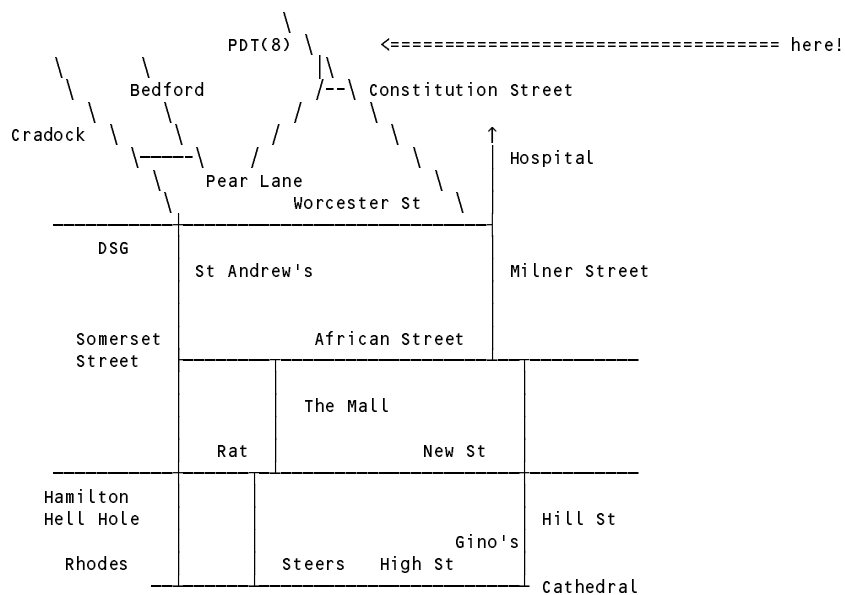 PDT(8) <==================================== here!
Bedford Constitution Street
Cradock
Hospital
Pear Lane
Worcester St
DSG
St Andrew's Milner Street
Somerset African Street
Street
The Mall
Rat New St
Hamilton
Hell Hole Hill St
Gino's
Rhodes Steers High St
Cathedral